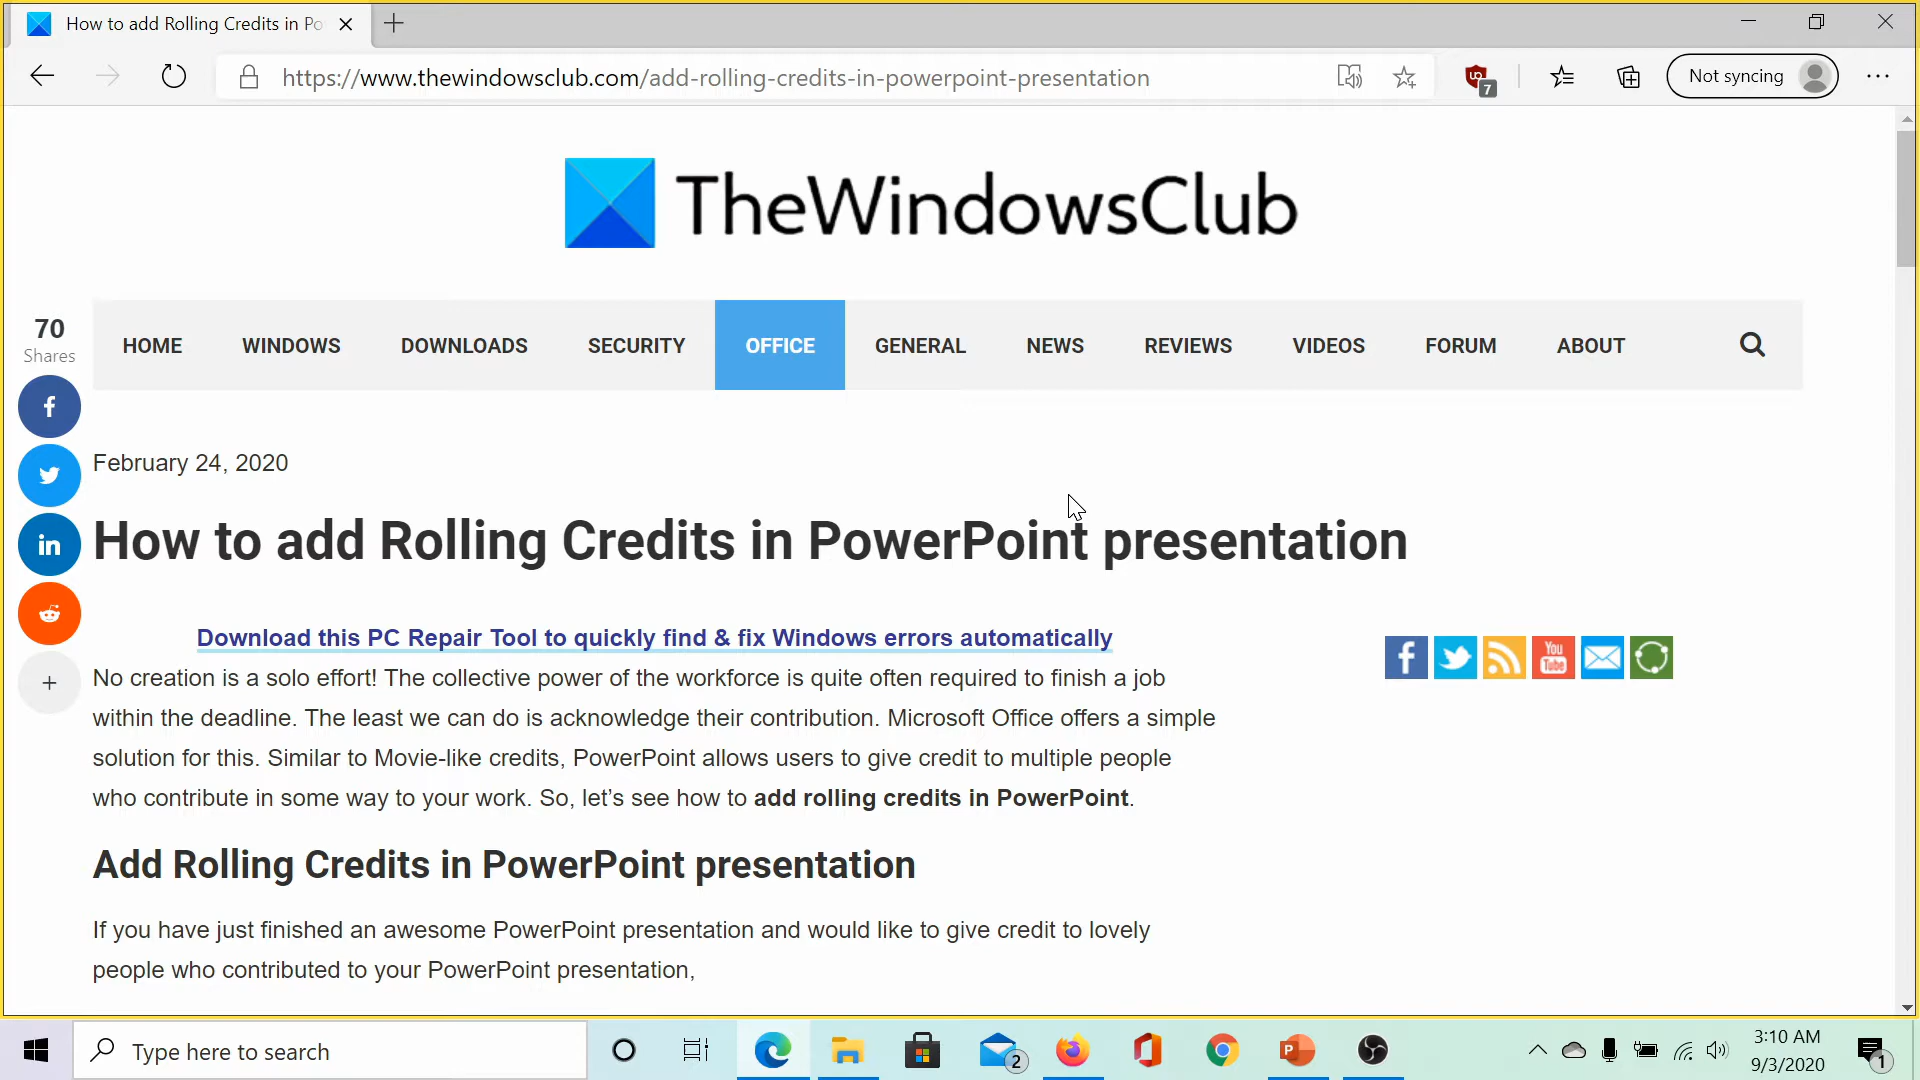 How to add Rolling Credits in Po
https://www.thewindowsclub.com/add-rolling-credits-in-powerpoint-presentation
7
Not syncing
TheWindowsClub
70
Shares
HOME WINDOWS DOWNLOADS SECURITY OFFICE GENERAL NEWS REVIEWS VIDEOS FORUM ABOUT
February 24, 2020
How to add Rolling Credits in PowerPoint presentation
Download this PC Repair Tool to quickly find & fix Windows errors automatically
You
Tube
No creation is a solo effort! The collective power of the workforce is quite often required to finish a job
within the deadline. The least we can do is acknowledge their contribution. Microsoft Office offers a simple
solution for this. Similar to Movie-like credits, PowerPoint allows users to give credit to multiple people
who contribute in some way to your work. So, let’s see how to add rolling credits in PowerPoint.
Add Rolling Credits in PowerPoint presentation
If you have just finished an awesome PowerPoint presentation and would like to give credit to lovely
people who contributed to your PowerPoint presentation,
Type here to search
2
3:10 AM
9/3/2020
1